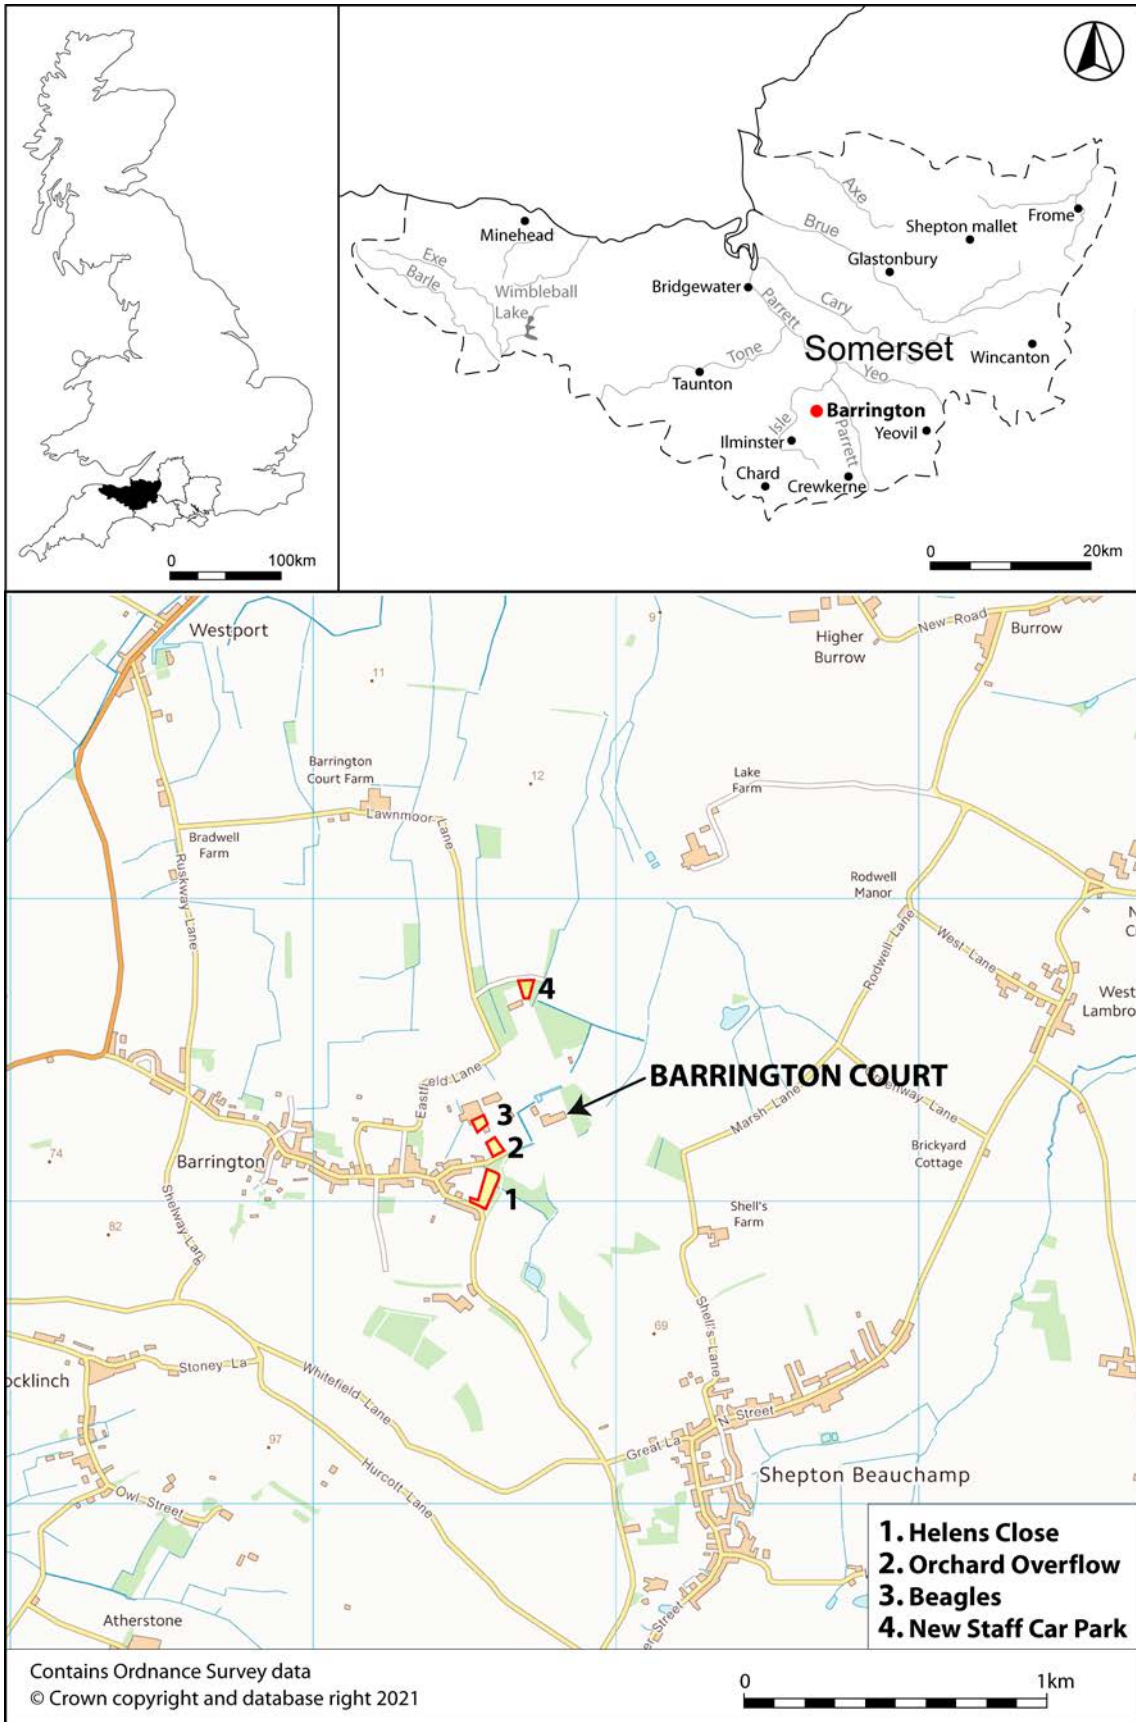 0
100km
Axe
Frome
Minehead
Brue
Shepton mallet
Exe
Glastonbury
Barle
Bridgewater
Wimbleball
Lake
Parrett
Cary
Somerset
Wincanton
Tone
Yeo
Taunton
Barrington
Isle
Parrett
Yeovil
Ilminster
Chard
Crewkerne
0
20km
Westport
9
New Road
Burrow
Higher
Burrow
11
Barrington
Court Farm
12
Lake
Farm
Lawnmoor Lane
Bradwell
Farm
Ruskway Lane
Rodwell
Manor
Rodwell Lane
West Lane
West
Lambro
4
Eastfield Lane
BARRINGTON COURT
Marsh Lane
Greenway Lane
3
2
1
Brickyard
Cottage
74
Barrington
Shelway Lane
82
Shell's
Farm
Shell's Lane
69
Stoney La
ocklinch
Whitefield Lane
N Street
Great La
97
Hurcott Lane
Shepton Beauchamp
Owl Street
Atherstone
er Street
1. Helens Close
2. Orchard Overflow
3. Beagles
4. New Staff Car Park
Contains Ordnance Survey data
© Crown copyright and database right 2021
0
1km